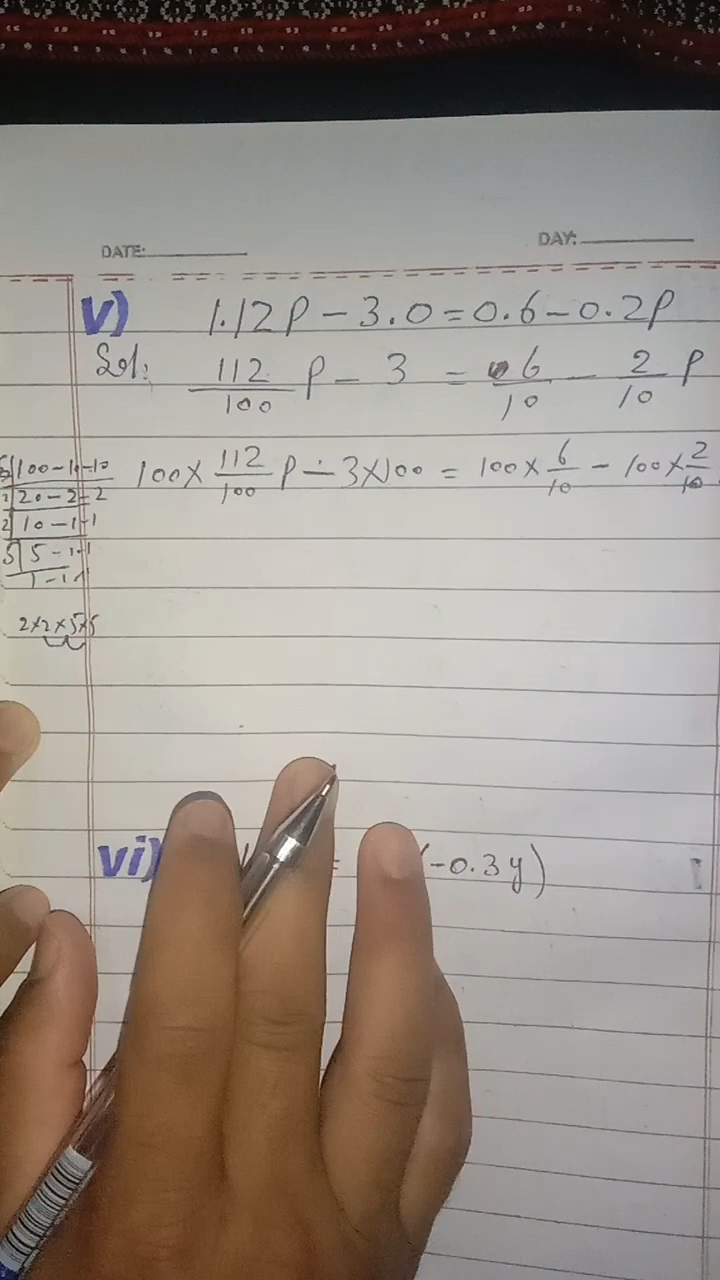 DATE: DAY:
V) 1.12P - 3.0 = 0.6 - 0.2P
Sol: 112/100 P - 3 = 6/10 - 2/10 P
100 × 112/100 P - 3×100 = 100 × 6/10 - 100 × 2/10
100 - 10 - 10
2 | 20 - 2 - 2
2 | 10 - 1 - 1
5 | 5 - 1 - 1
1 - 1 - 1
2×2×5×5
vi) = (-0.3y)